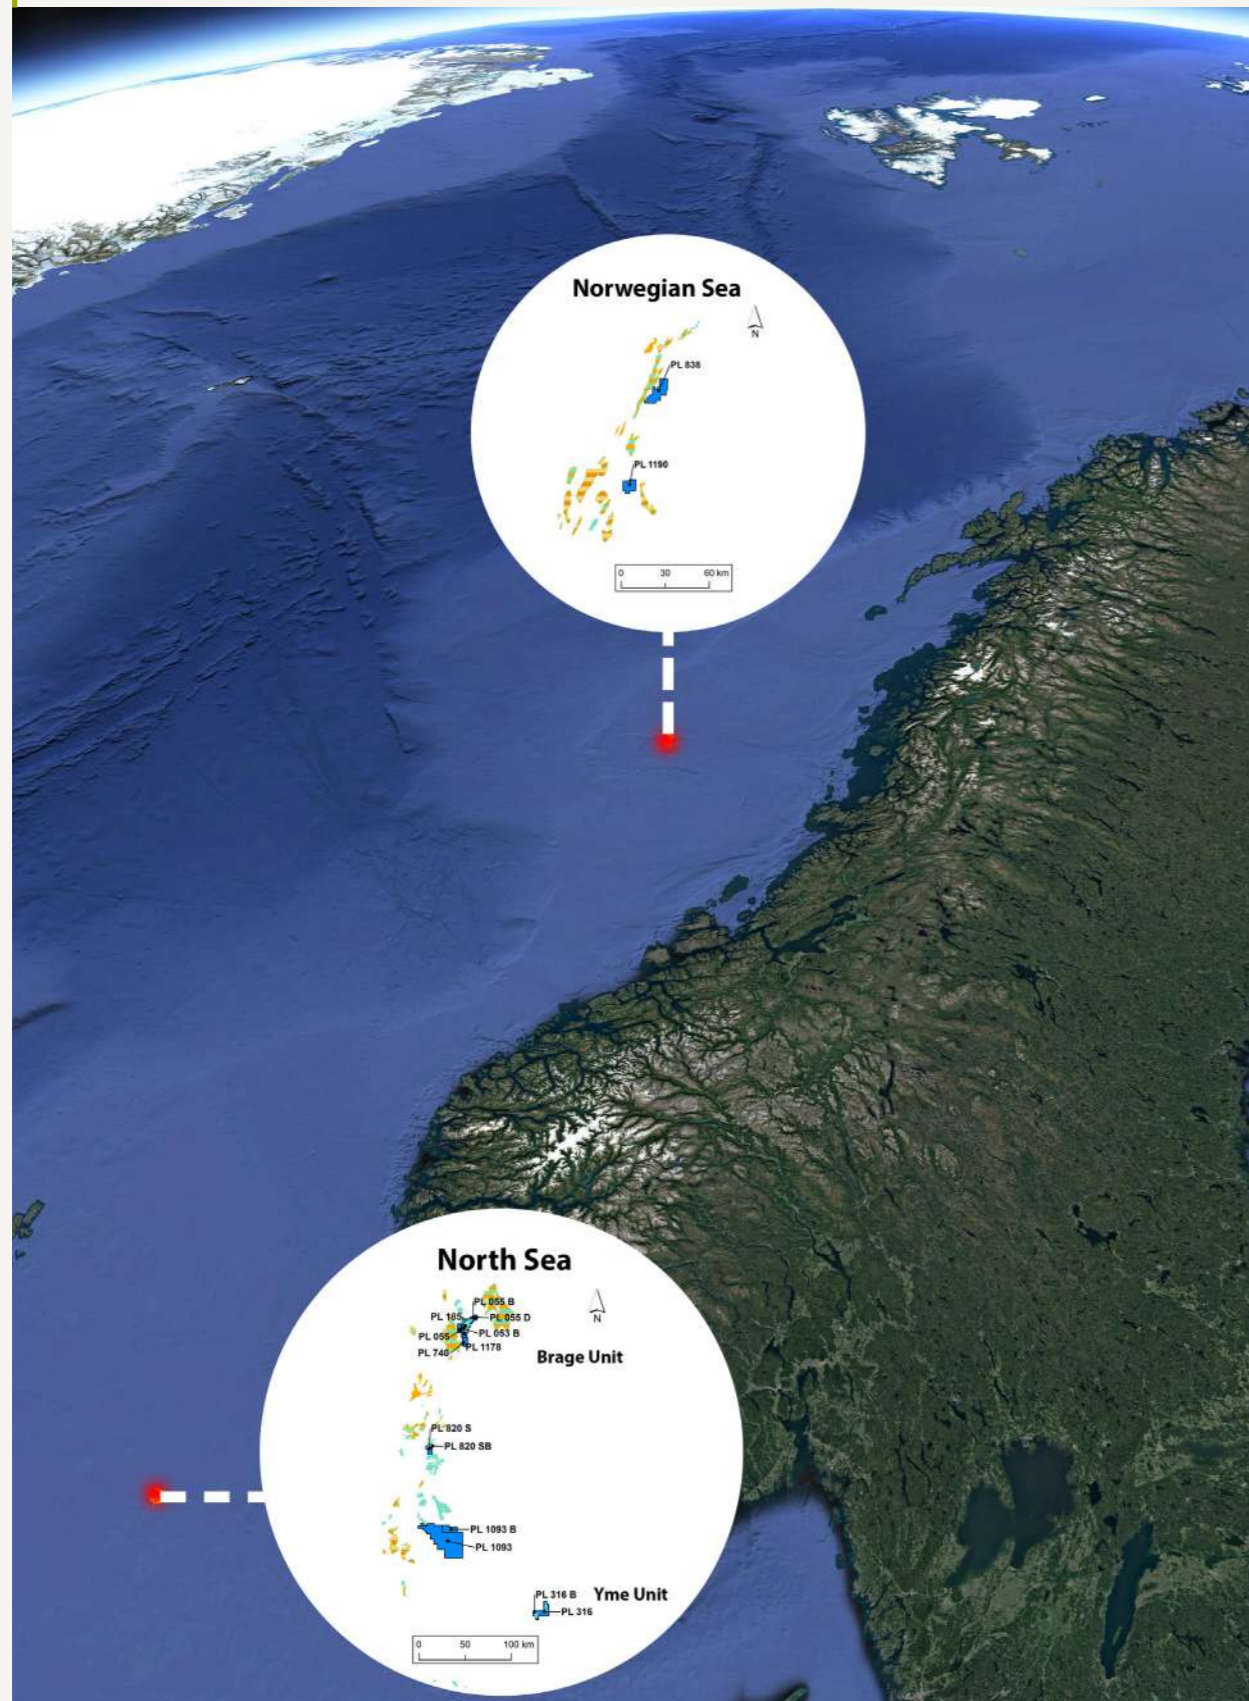 Norwegian Sea
N
PL 838
PL 1190
0 30 60 km
North Sea
N
PL 055 B
PL 185
PL 055 D
PL 055
PL 053 B
PL 740
PL 1178
Brage Unit
PL 820 S
PL 820 SB
PL 1093 B
PL 1093
PL 316 B
Yme Unit
PL 316
0 50 100 km